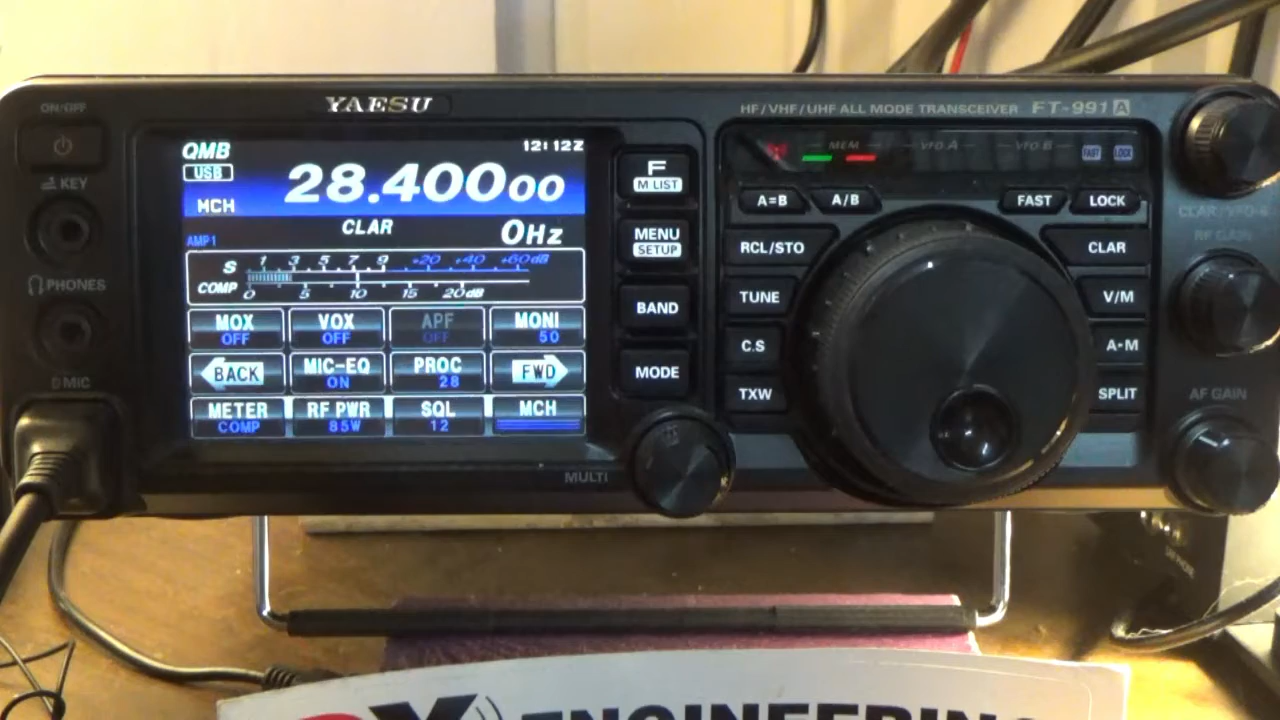 ON/OFF
YAESU
HF/VHF/UHF ALL MODE TRANSCEIVER FT-991A
QMB 12:12Z
USB
28.40000
MCH
CLAR 0Hz
AMP1
S 1 3 5 7 9 +20 +40 +60dB
COMP 0 5 10 15 20dB
MOX VOX APF MONI
OFF OFF OFF 50
BACK MIC-EQ PROC FWD
ON 28
METER RF PWR SQL MCH
COMP 85W 12
KEY
PHONES
MIC
F
M LIST
MENU
SETUP
BAND
MODE
MULTI
MEM VFO A VFO B FAST LOCK
A=B A/B FAST LOCK
RCL/STO
TUNE
C.S
TXW
CLAR
V/M
A▸M
SPLIT
CLAR/VFO-B
RF GAIN
AF GAIN
DX ENGINEERING